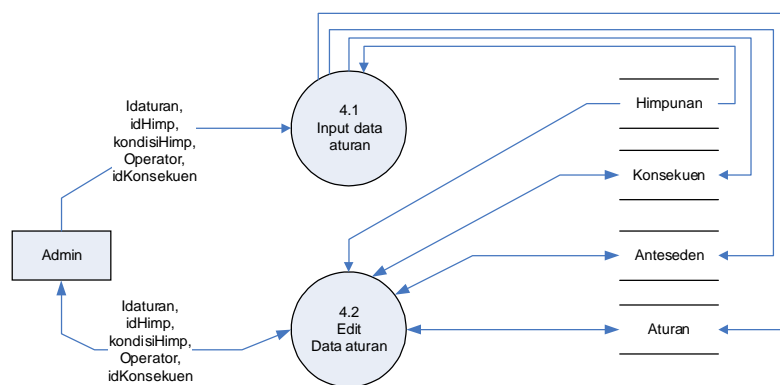 Idaturan,
idHimp,
kondisiHimp,
Operator,
idKonsekuen
4.1
Input data
aturan
Himpunan
Konsekuen
Admin
Anteseden
Idaturan,
idHimp,
kondisiHimp,
Operator,
idKonsekuen
4.2
Edit
Data aturan
Aturan